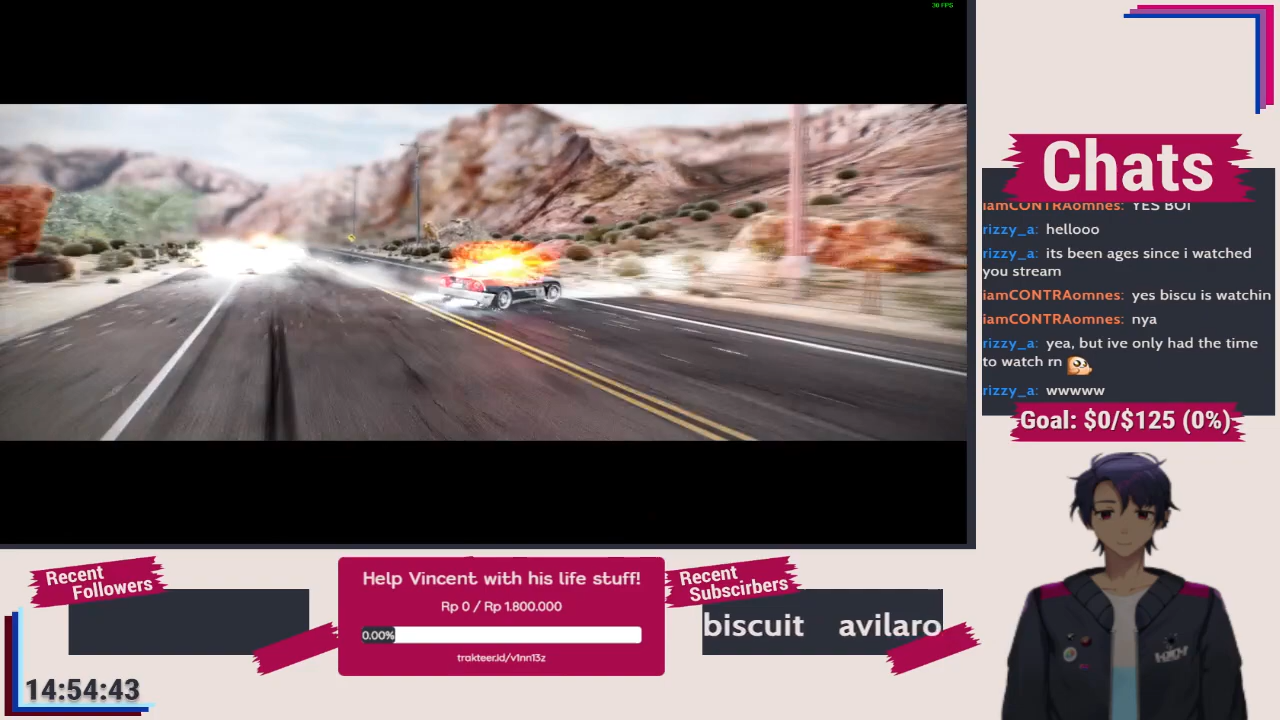 30 FPS
Chats
iamCONTRAomnes: YES BOI
rizzy_a: hellooo
rizzy_a: its been ages since i watched
you stream
iamCONTRAomnes: yes biscu is watchin
iamCONTRAomnes: nya
rizzy_a: yea, but ive only had the time
to watch rn
rizzy_a: wwwww
Goal: $0/$125 (0%)
Recent
Followers
Help Vincent with his life stuff!
Rp 0 / Rp 1.800.000
0.00%
trakteer.id/v1nn13z
Recent
Subscirbers
biscuit avilaro
14:54:43